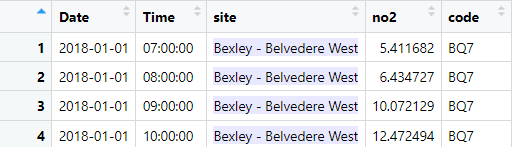 Date Time site no2 code
1 2018-01-01 07:00:00 Bexley - Belvedere West 5.411682 BQ7
2 2018-01-01 08:00:00 Bexley - Belvedere West 6.434727 BQ7
3 2018-01-01 09:00:00 Bexley - Belvedere West 10.072129 BQ7
4 2018-01-01 10:00:00 Bexley - Belvedere West 12.472494 BQ7